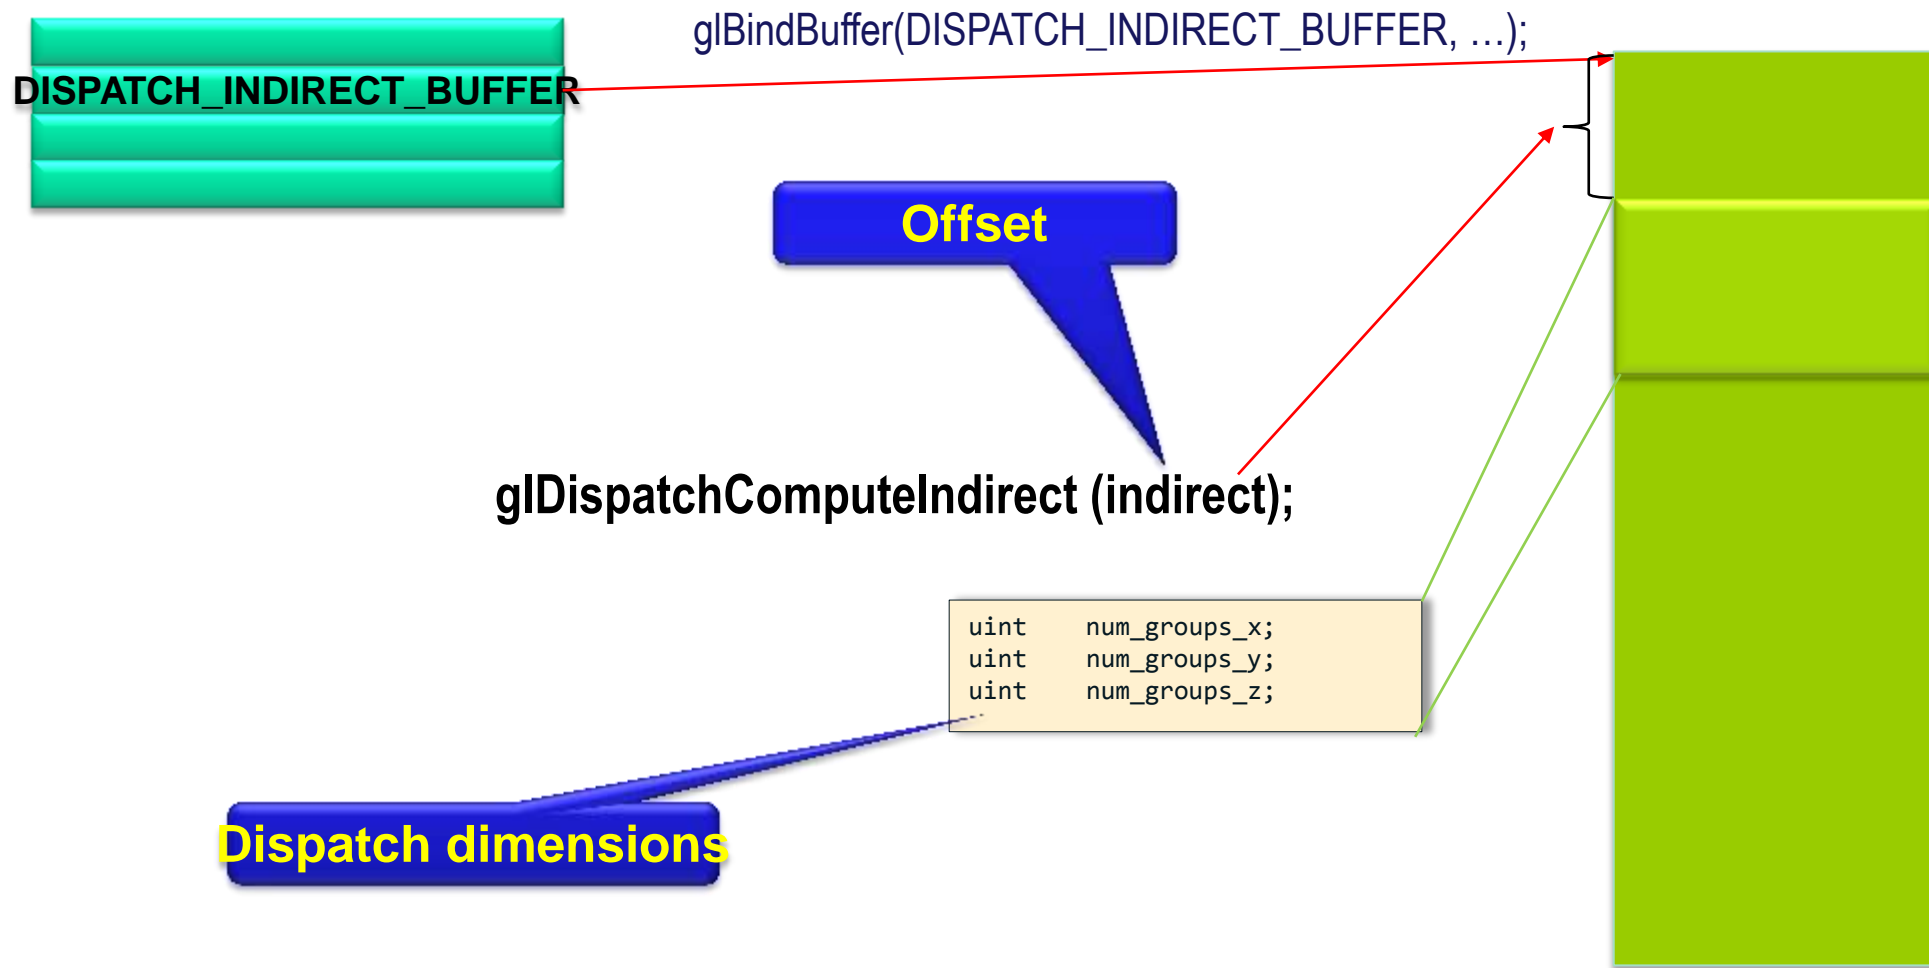 glBindBuffer(DISPATCH_INDIRECT_BUFFER, …);
DISPATCH_INDIRECT_BUFFER
Offset
glDispatchComputeIndirect (indirect);
uint    num_groups_x;
uint    num_groups_y;
uint    num_groups_z;
Dispatch dimensions